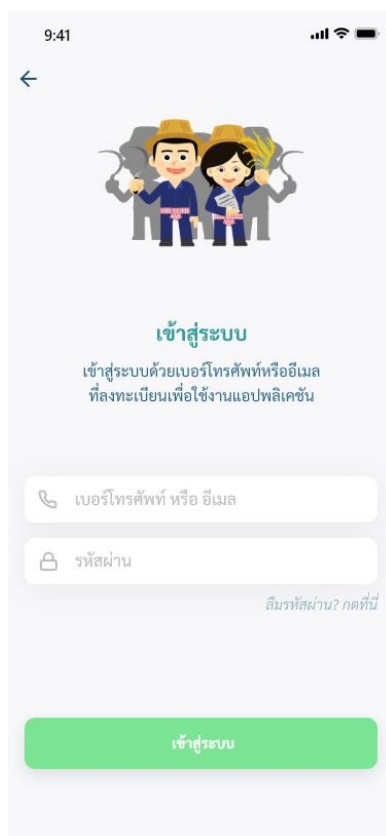 9:41
เข้าสู่ระบบ
เข้าสู่ระบบด้วยเบอร์โทรศัพท์หรืออีเมล
ที่ลงทะเบียนเพื่อใช้งานแอปพลิเคชัน
เบอร์โทรศัพท์ หรือ อีเมล
รหัสผ่าน
ลืมรหัสผ่าน? กดที่นี่
เข้าสู่ระบบ